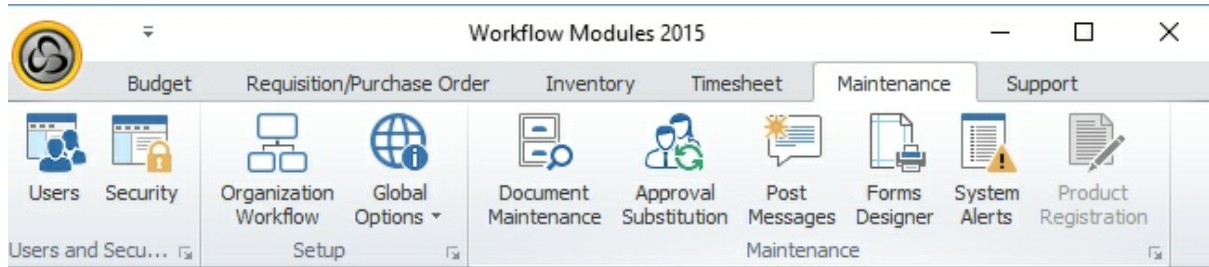 Workflow Modules 2015
Budget Requisition/Purchase Order Inventory Timesheet Maintenance Support
Users Security Organization Workflow Global Options Document Maintenance Approval Substitution Post Messages Forms Designer System Alerts Product Registration
Users and Secu... Setup Maintenance